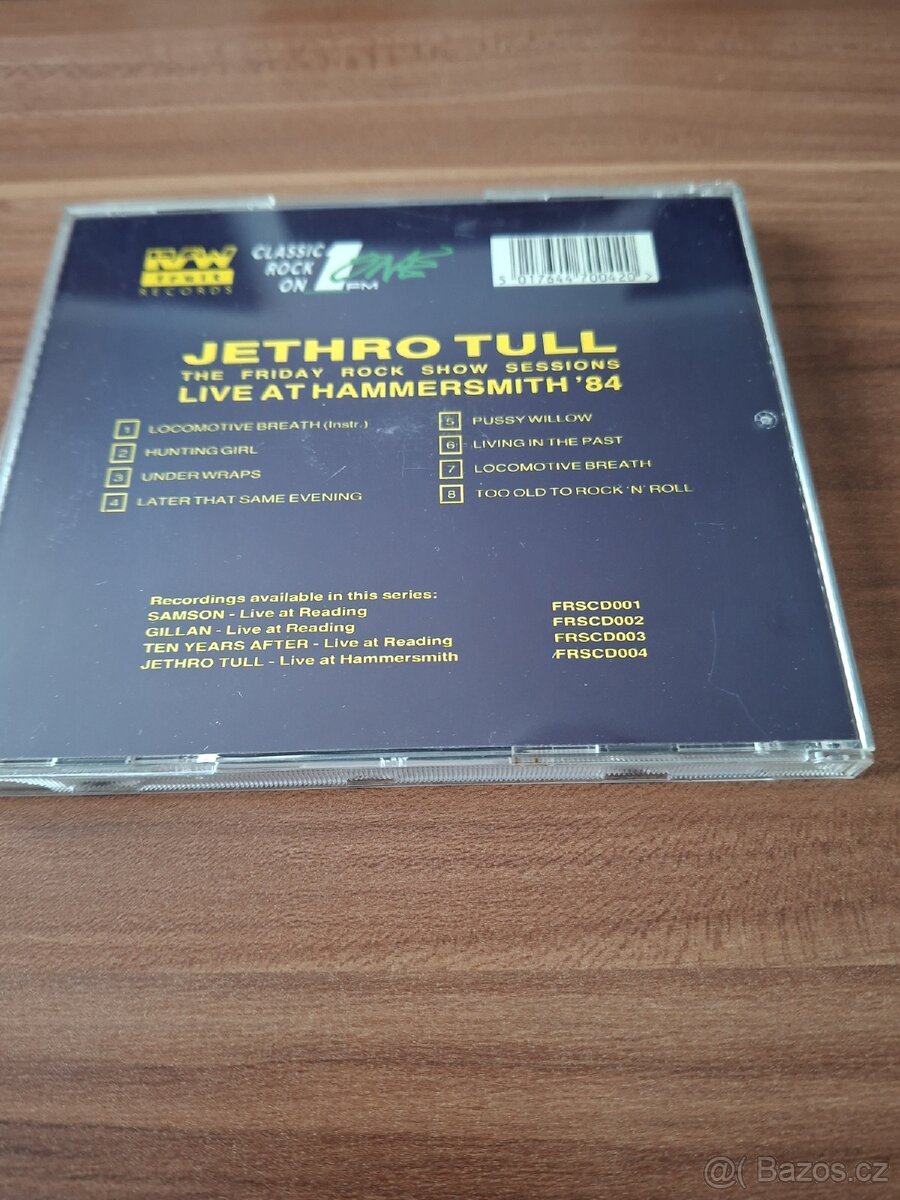 RAW
fruit
RECORDS
CLASSIC
ROCK
ON
1
ONE
FM
5 017644 700420 >
JETHRO TULL
THE FRIDAY ROCK SHOW SESSIONS
LIVE AT HAMMERSMITH '84
1 LOCOMOTIVE BREATH (Instr.)
2 HUNTING GIRL
3 UNDER WRAPS
4 LATER THAT SAME EVENING
5 PUSSY WILLOW
6 LIVING IN THE PAST
7 LOCOMOTIVE BREATH
8 TOO OLD TO ROCK 'N' ROLL
Recordings available in this series:
SAMSON - Live at Reading FRSCD001
GILLAN - Live at Reading FRSCD002
TEN YEARS AFTER - Live at Reading FRSCD003
JETHRO TULL - Live at Hammersmith FRSCD004
@( Bazos.cz